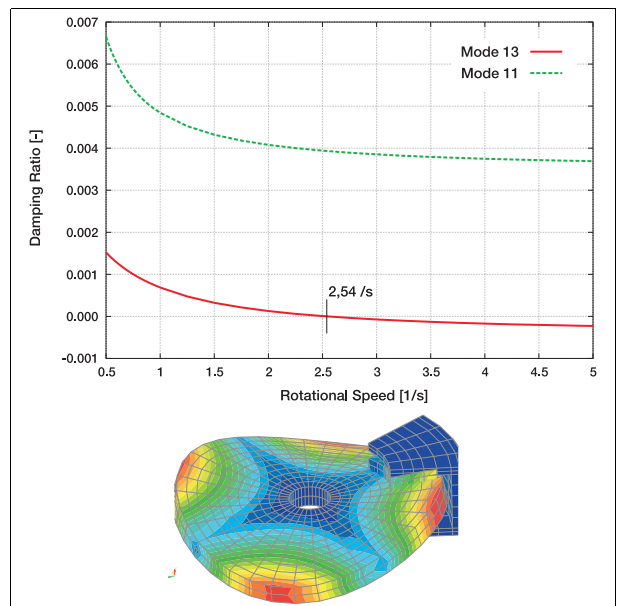 0.007
0.006
0.005
0.004
0.003
0.002
0.001
0.000
-0.001
Damping Ratio [-]
Mode 13
Mode 11
2,54 /s
0.5 1 1.5 2 2.5 3 3.5 4 4.5 5
Rotational Speed [1/s]